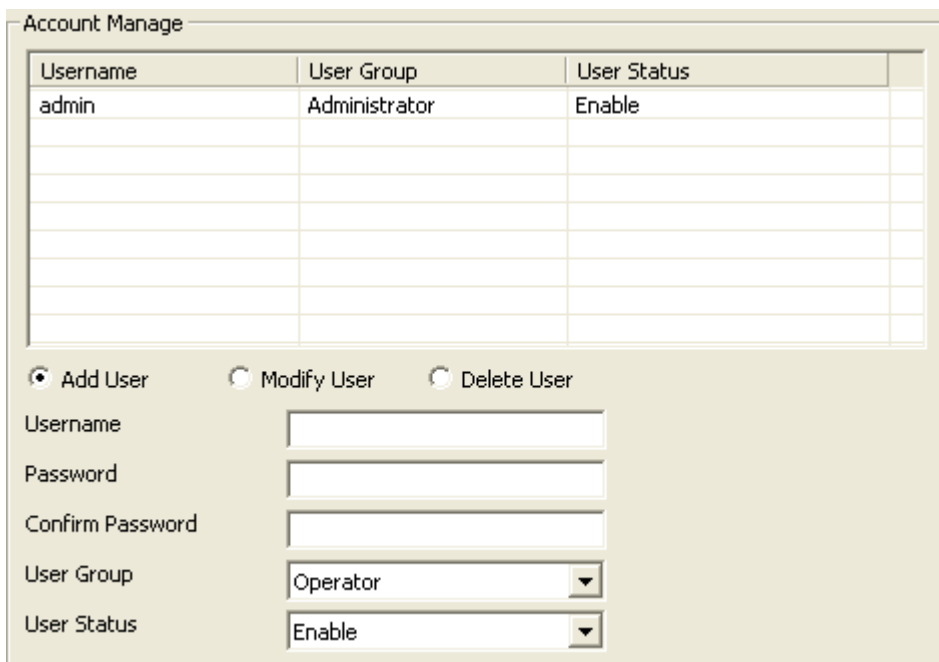 Account Manage
Username User Group User Status
admin Administrator Enable
Add User Modify User Delete User
Username
Password
Confirm Password
User Group Operator
User Status Enable